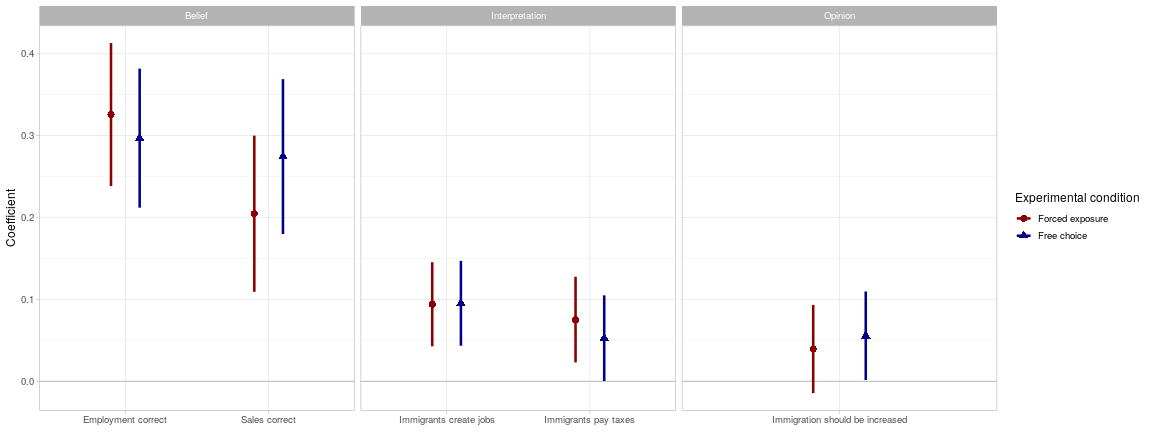 Belief
Interpretation
Opinion
Coefficient
0.4
0.3
0.2
0.1
0.0
Employment correct
Sales correct
Immigrants create jobs
Immigrants pay taxes
Immigration should be increased
Experimental condition
Forced exposure
Free choice